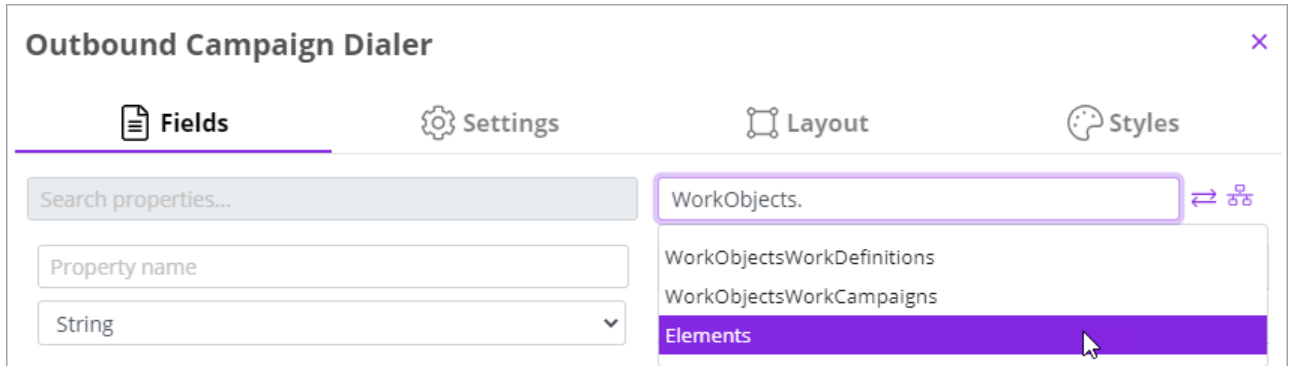 Outbound Campaign Dialer
Fields Settings Layout Styles
Search properties... WorkObjects.
Property name
String
WorkObjectsWorkDefinitions
WorkObjectsWorkCampaigns
Elements